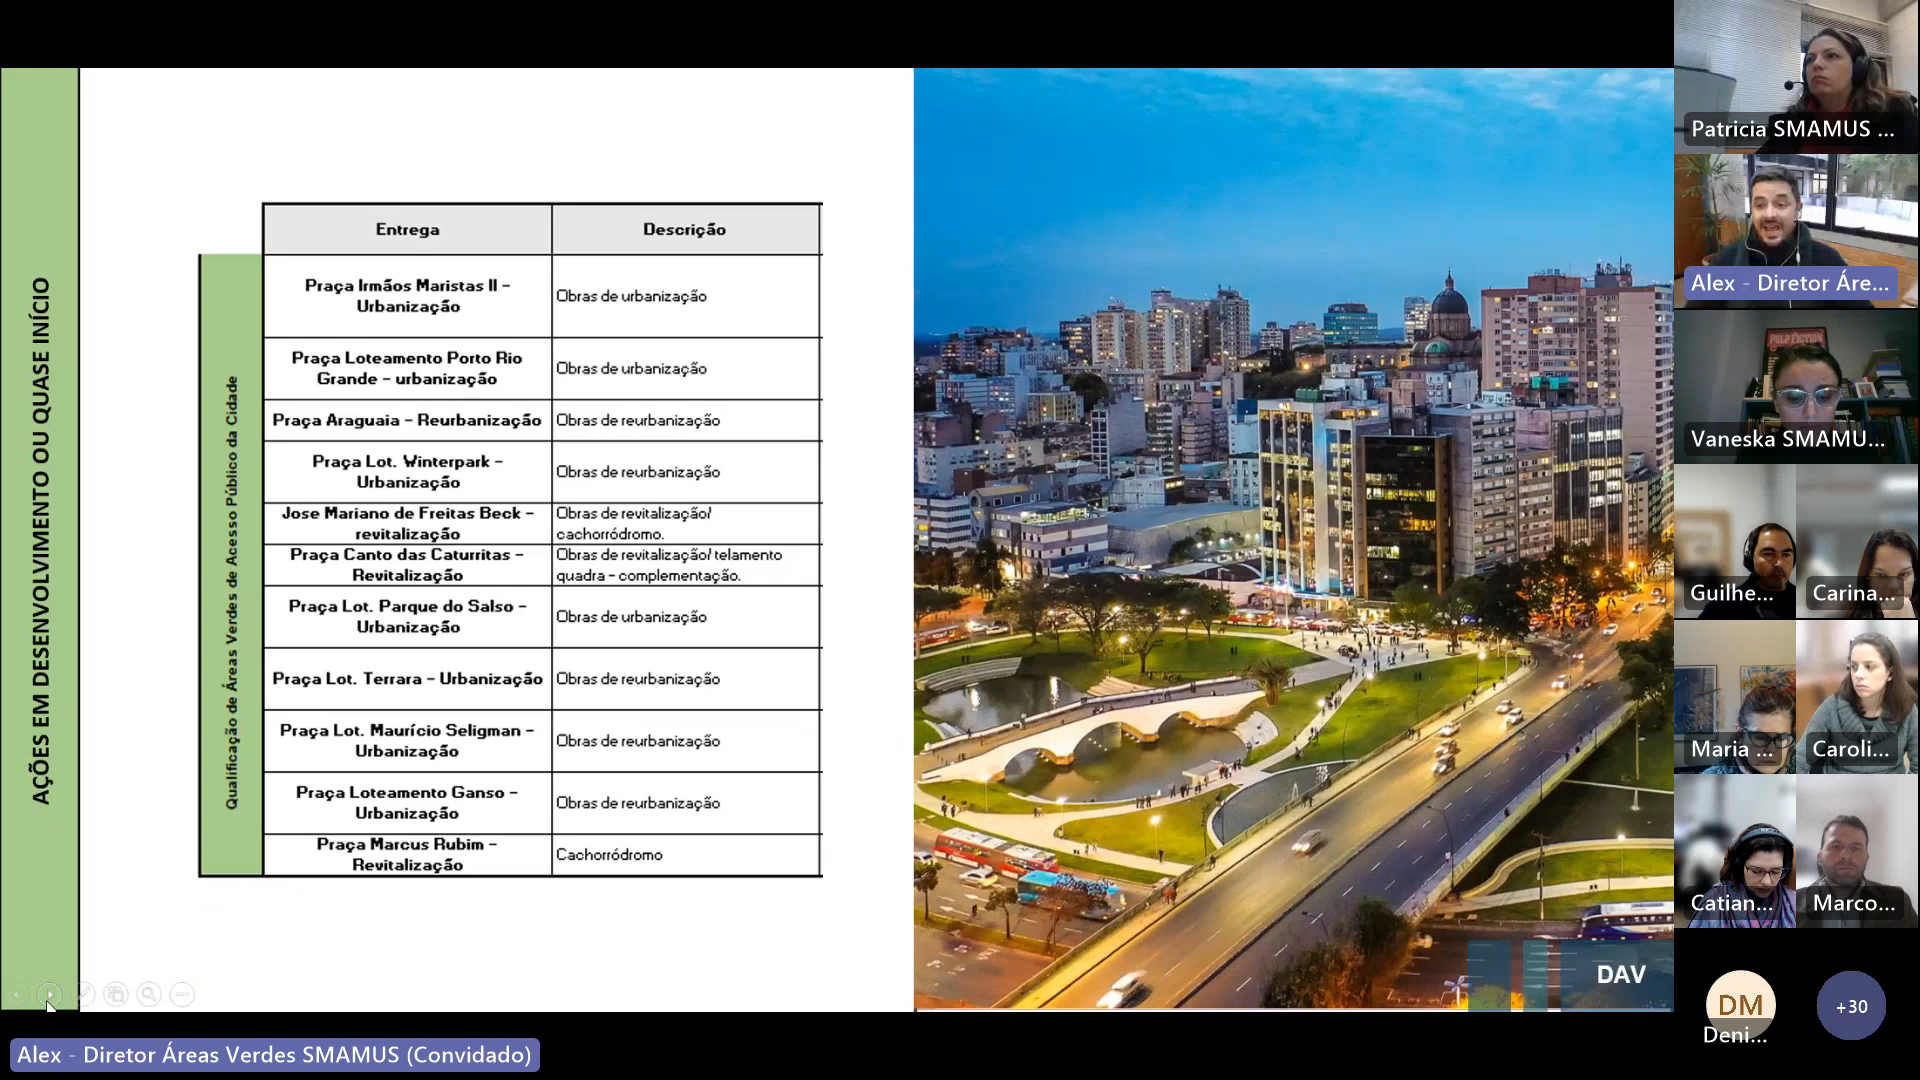 AÇÕES EM DESENVOLVIMENTO OU QUASE INÍCIO
Qualificação de Áreas Verdes de Acesso Público da Cidade
Entrega
Descrição
Praça Irmãos Maristas II -
Urbanização
Obras de urbanização
Praça Loteamento Porto Rio
Grande - urbanização
Obras de urbanização
Praça Araguaia - Reurbanização
Obras de reurbanização
Praça Lot. Winterpark -
Urbanização
Obras de reurbanização
Jose Mariano de Freitas Beck -
revitalização
Obras de revitalização/
cachorródromo.
Praça Canto das Caturritas -
Revitalização
Obras de revitalização/ telamento
quadra - complementação.
Praça Lot. Parque do Salso -
Urbanização
Obras de urbanização
Praça Lot. Terrara - Urbanização
Obras de reurbanização
Praça Lot. Maurício Seligman -
Urbanização
Obras de reurbanização
Praça Loteamento Ganso -
Urbanização
Obras de reurbanização
Praça Marcus Rubim -
Revitalização
Cachorródromo
DAV
Patricia SMAMUS ...
Alex - Diretor Áre...
PULP FICTION
Vaneska SMAMU...
Guilhe...
Carina...
Maria ...
Caroli...
Catian...
Marco...
DM
Deni...
+30
Alex - Diretor Áreas Verdes SMAMUS (Convidado)